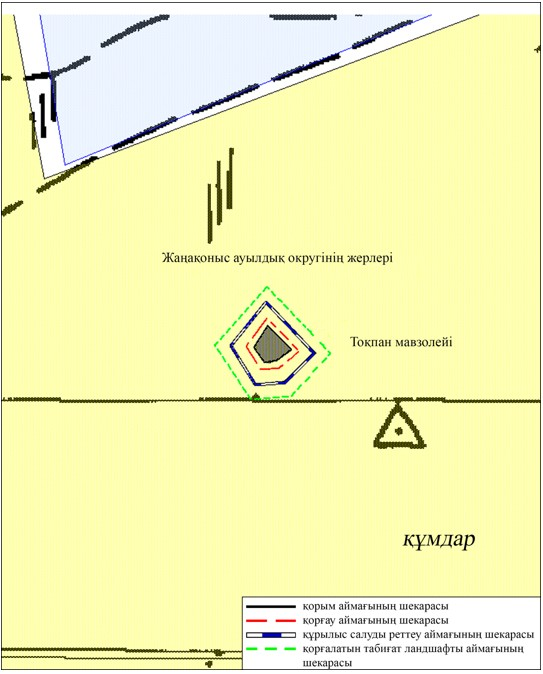 Жаңақоныс ауылдық округінің жерлері
Тоқпан мавзолейі
құмдар
қорым аймағының шекарасы
қорғау аймағының шекарасы
құрылыс салуды реттеу аймағының шекарасы
қорғалатын табиғат ландшафты аймағының
шекарасы